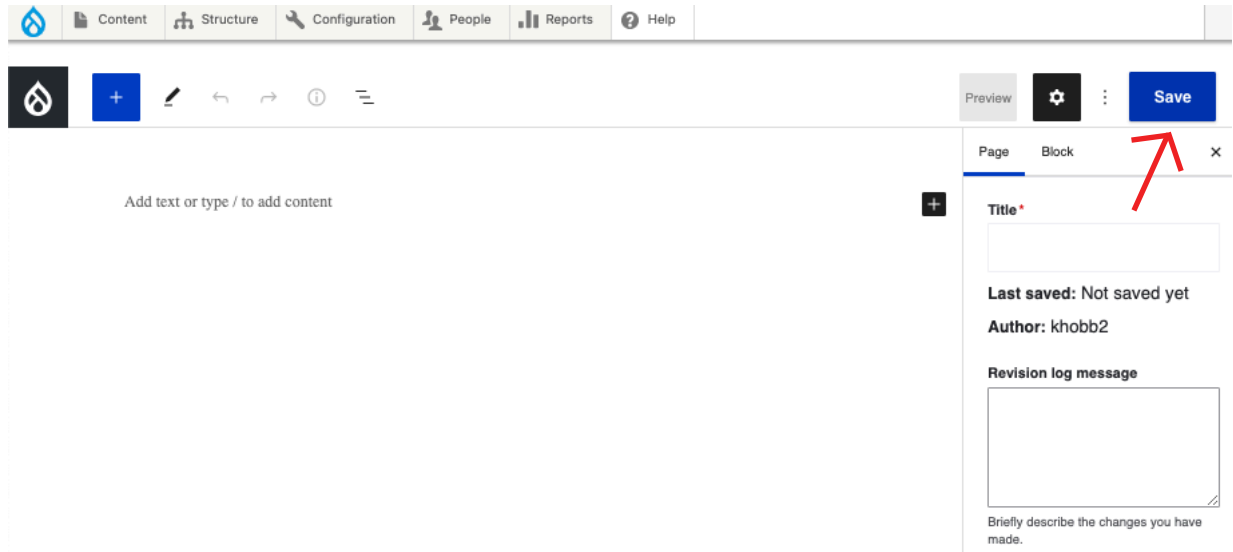 Content Structure Configuration People Reports Help
Preview Save
Page Block
Add text or type / to add content
Title*
Last saved: Not saved yet
Author: khobb2
Revision log message
Briefly describe the changes you have
made.